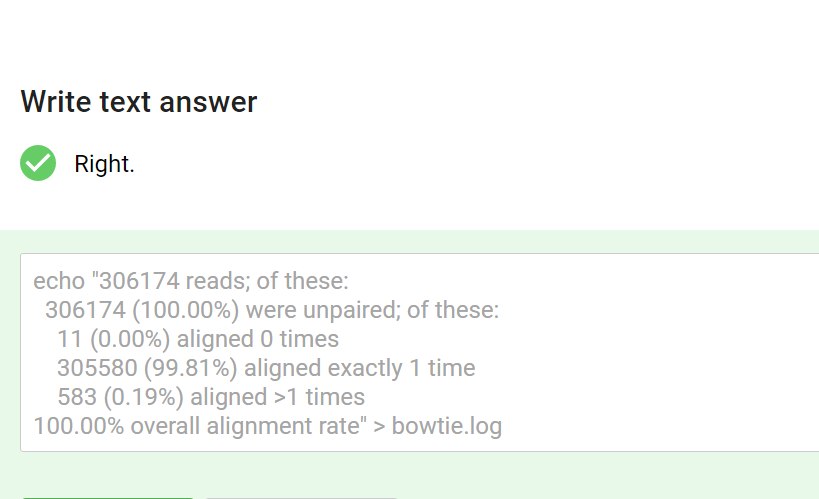 Write text answer
Right.
echo "306174 reads; of these:
306174 (100.00%) were unpaired; of these:
11 (0.00%) aligned 0 times
305580 (99.81%) aligned exactly 1 time
583 (0.19%) aligned >1 times
100.00% overall alignment rate" > bowtie.log